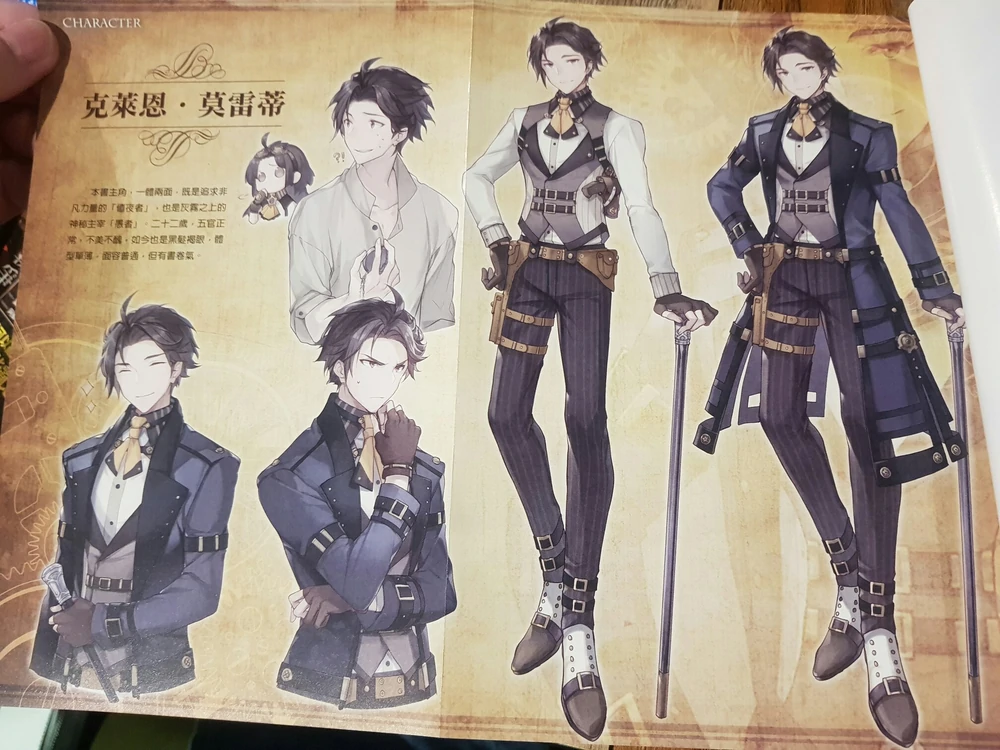 CHARACTER
克萊恩・莫雷蒂
本書主角,一體兩面,既是追求非
凡力量的「值夜者」,也是灰霧之上的
神秘主宰「愚者」。二十二歲,五官正
常,不美不醜,如今也是黑髮褐眼,體
型單薄,面容普通,但有書卷氣。
?!